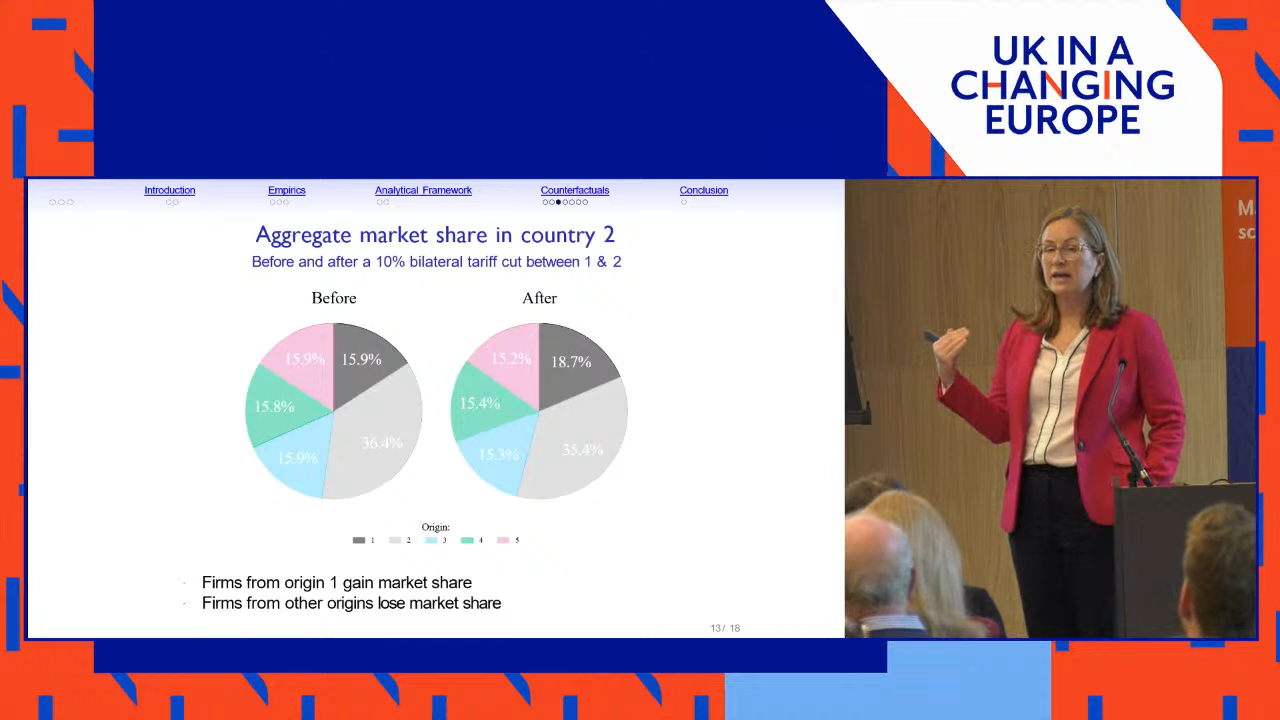 UK IN A
CHANGING
EUROPE
Introduction Empirics Analytical Framework Counterfactuals Conclusion
Aggregate market share in country 2
Before and after a 10% bilateral tariff cut between 1 & 2
Before After
15.9% 15.9% 15.8% 36.4% 15.9%
15.2% 18.7% 15.4% 35.4% 15.3%
Origin:
1 2 3 4 5
Firms from origin 1 gain market share
Firms from other origins lose market share
13 / 18